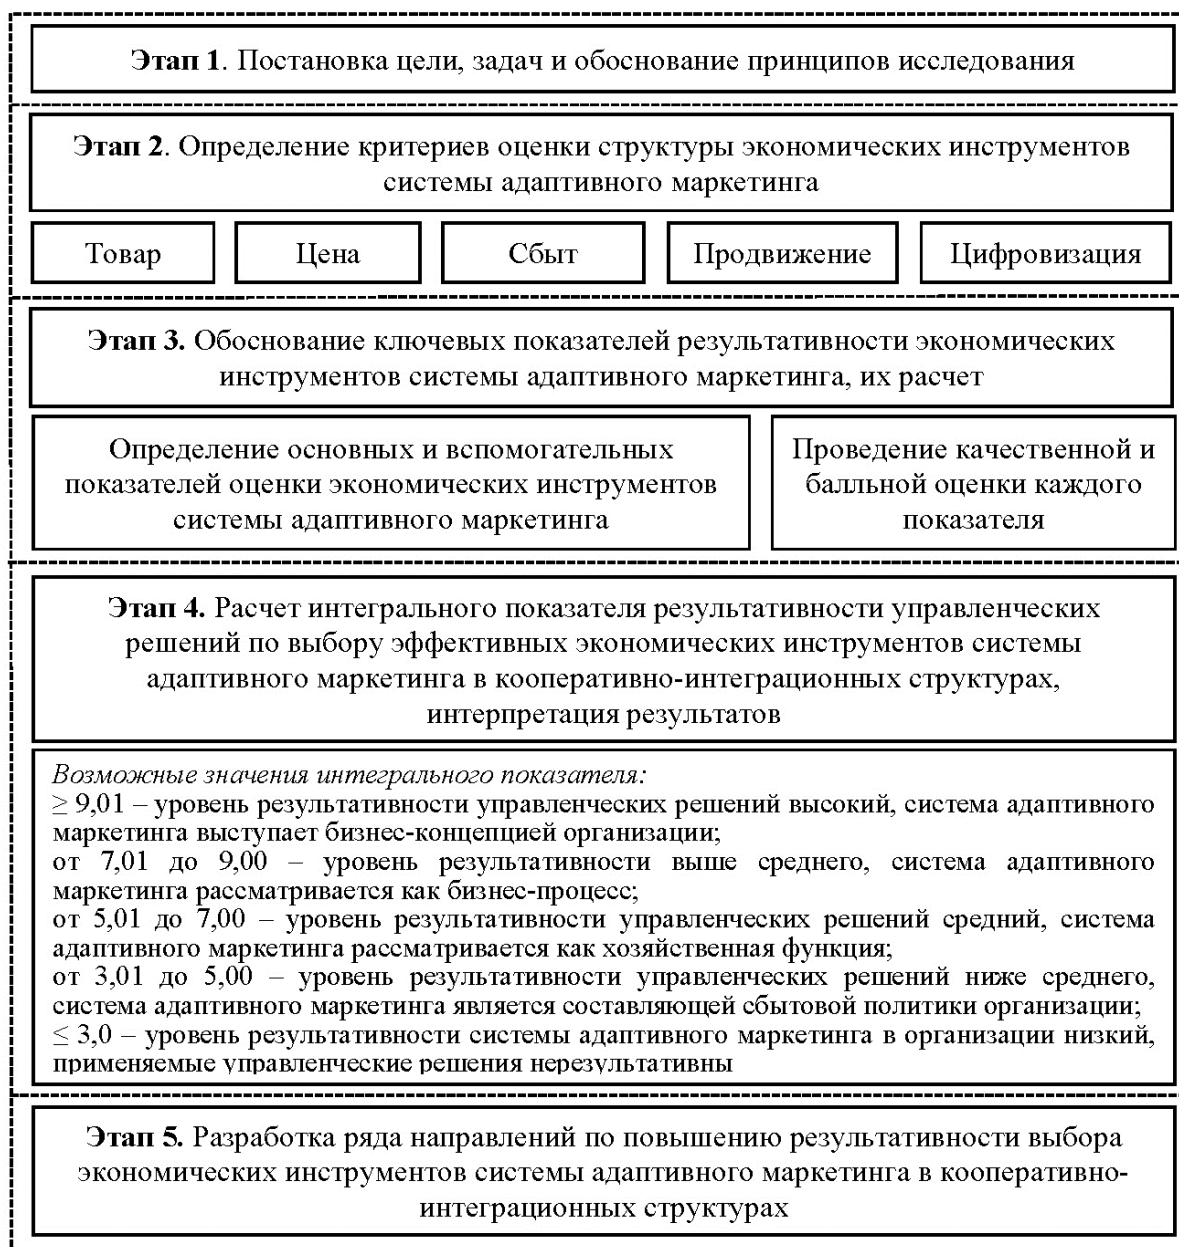 Этап 1. Постановка цели, задач и обоснование принципов исследования
Этап 2. Определение критериев оценки структуры экономических инструментов
системы адаптивного маркетинга
Товар
Цена
Сбыт
Продвижение
Цифровизация
Этап 3. Обоснование ключевых показателей результативности экономических
инструментов системы адаптивного маркетинга, их расчет
Определение основных и вспомогательных
показателей оценки экономических инструментов
системы адаптивного маркетинга
Проведение качественной и
балльной оценки каждого
показателя
Этап 4. Расчет интегрального показателя результативности управленческих
решений по выбору эффективных экономических инструментов системы
адаптивного маркетинга в кооперативно-интеграционных структурах,
интерпретация результатов
Возможные значения интегрального показателя:
≥ 9,01 – уровень результативности управленческих решений высокий, система адаптивного
маркетинга выступает бизнес-концепцией организации;
от 7,01 до 9,00 – уровень результативности выше среднего, система адаптивного
маркетинга рассматривается как бизнес-процесс;
от 5,01 до 7,00 – уровень результативности управленческих решений средний, система
адаптивного маркетинга рассматривается как хозяйственная функция;
от 3,01 до 5,00 – уровень результативности управленческих решений ниже среднего,
система адаптивного маркетинга является составляющей сбытовой политики организации;
≤ 3,0 – уровень результативности системы адаптивного маркетинга в организации низкий,
применяемые управленческие решения нерезультативны
Этап 5. Разработка ряда направлений по повышению результативности выбора
экономических инструментов системы адаптивного маркетинга в кооперативно-
интеграционных структурах